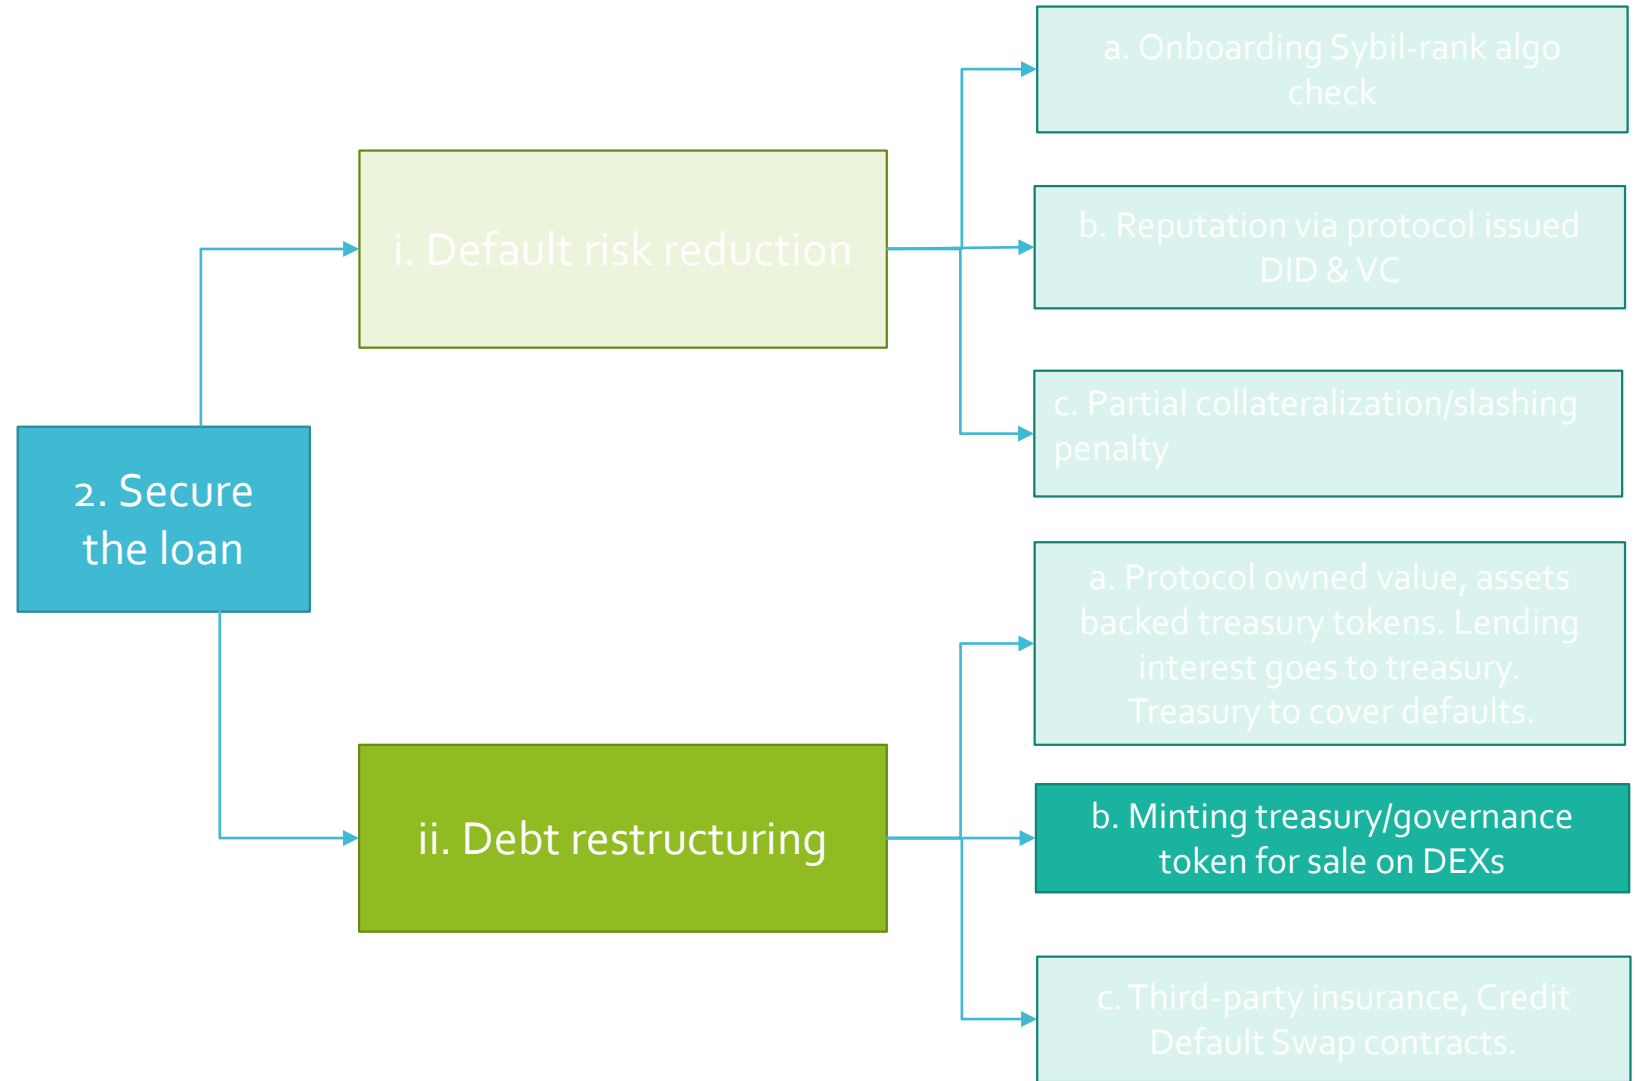 a. Onboarding Sybil-rank algo
check
i. Default risk reduction
b. Reputation via protocol issued
DID & VC
c. Partial collateralization/slashing
penalty
2. Secure
the loan
a. Protocol owned value, assets
backed treasury tokens. Lending
interest goes to treasury.
Treasury to cover defaults.
ii. Debt restructuring
b. Minting treasury/governance
token for sale on DEXs
c. Third-party insurance, Credit
Default Swap contracts.